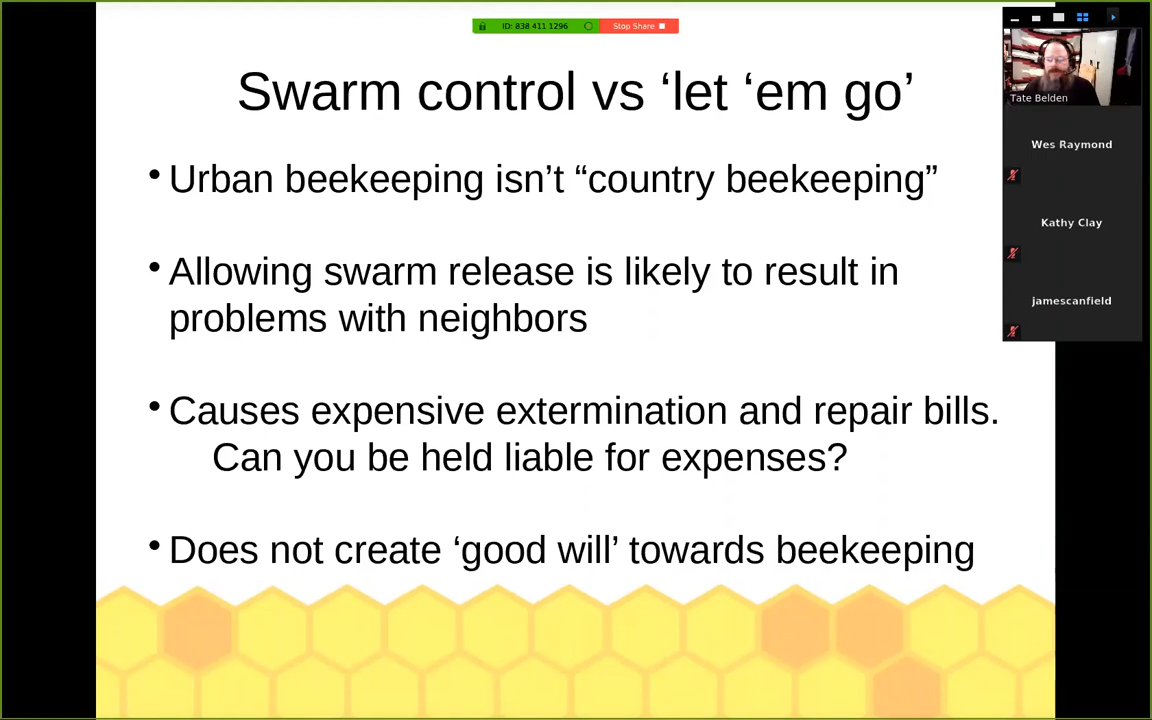 ID: 838 411 1296
Stop Share
Swarm control vs ‘let ‘em go’
• Urban beekeeping isn’t “country beekeeping”
• Allowing swarm release is likely to result in
problems with neighbors
• Causes expensive extermination and repair bills.
Can you be held liable for expenses?
• Does not create ‘good will’ towards beekeeping
Tate Belden
Wes Raymond
Kathy Clay
jamescanfield